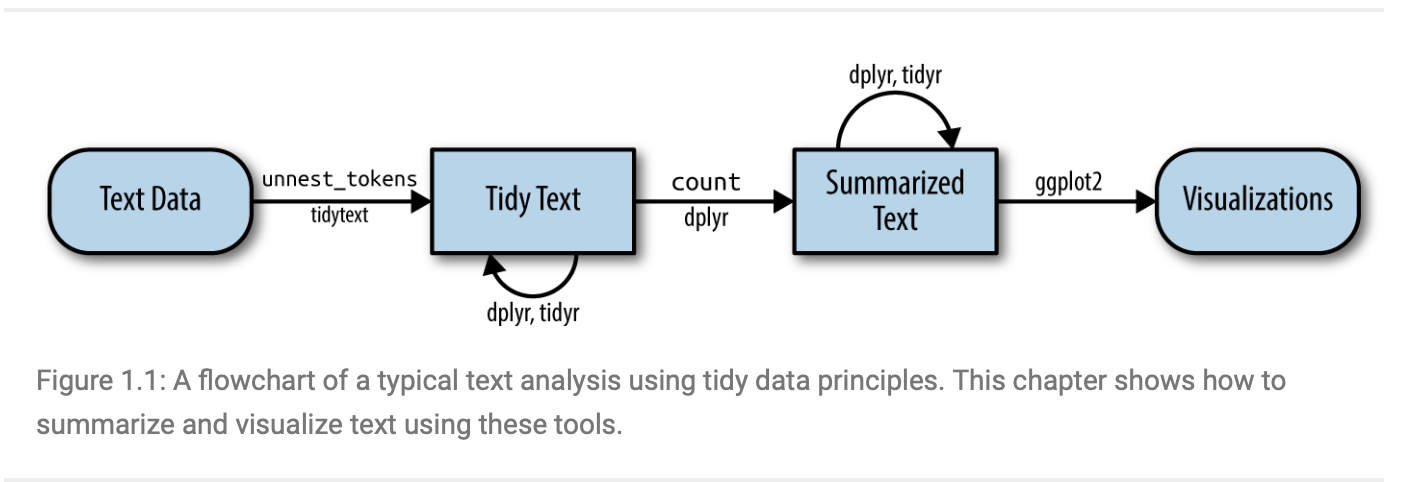 dplyr, tidyr
Text Data
unnest_tokens
tidytext
Tidy Text
count
dplyr
Summarized
Text
ggplot2
Visualizations
dplyr, tidyr
Figure 1.1: A flowchart of a typical text analysis using tidy data principles. This chapter shows how to
summarize and visualize text using these tools.